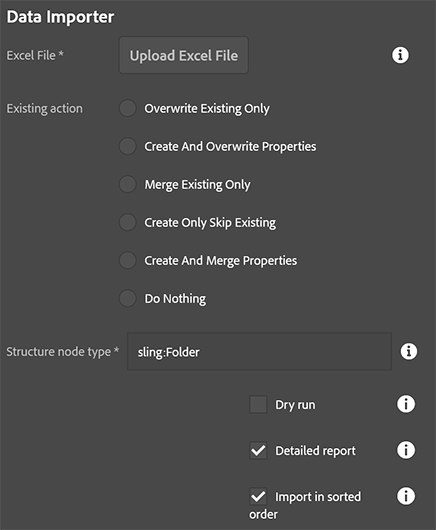 Data Importer
Excel File * Upload Excel File
Existing action Overwrite Existing Only
Create And Overwrite Properties
Merge Existing Only
Create Only Skip Existing
Create And Merge Properties
Do Nothing
Structure node type * sling:Folder
Dry run
Detailed report
Import in sorted
order